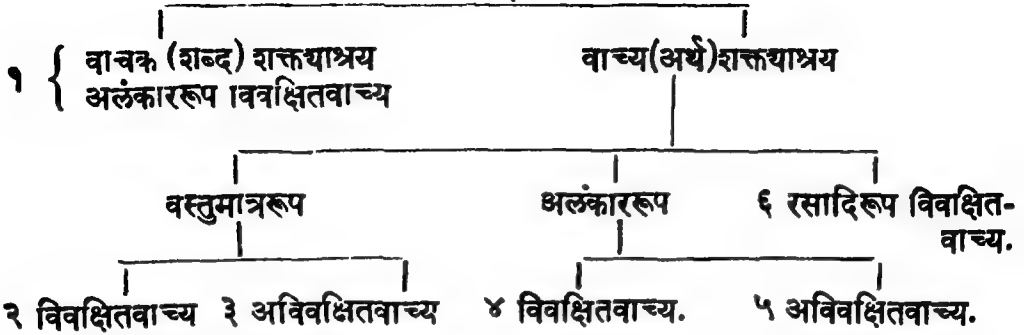 वाचक (शब्द) शक्त्याश्रय वाच्य(अर्थ)शक्त्याश्रय
१ { अलंकाररूप विवक्षितवाच्य
वस्तुमात्ररूप अलंकाररूप ६ रसादिरूप विवक्षित-
वाच्य.
२ विवक्षितवाच्य ३ अविवक्षितवाच्य ४ विवक्षितवाच्य. ५ अविवक्षितवाच्य.